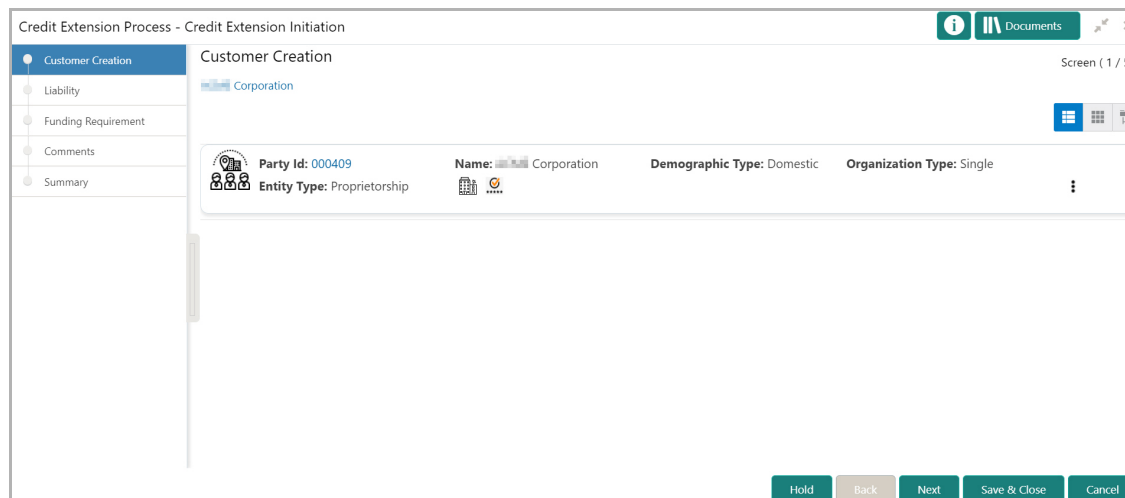 Credit Extension Process - Credit Extension Initiation
Documents
Customer Creation
Liability
Funding Requirement
Comments
Summary
Customer Creation
Screen ( 1 / 5
Corporation
Party Id: 000409 Name: Corporation Demographic Type: Domestic Organization Type: Single
Entity Type: Proprietorship
Hold Back Next Save & Close Cancel